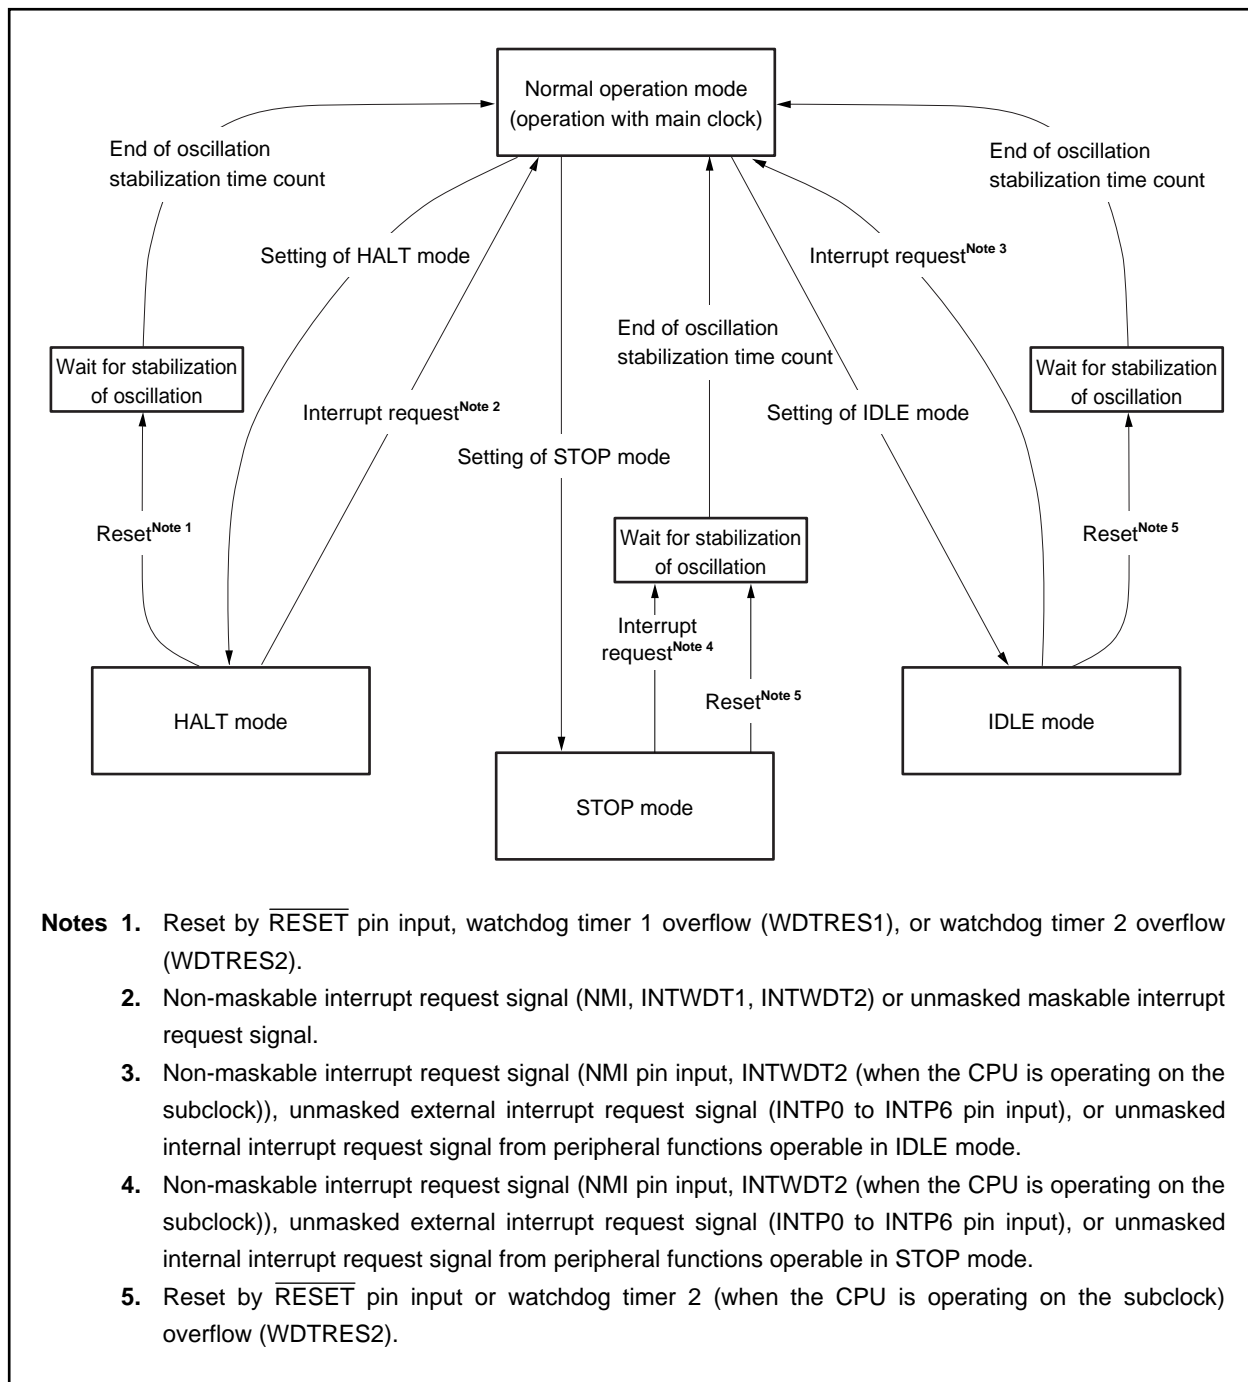 Normal operation mode
(operation with main clock)
End of oscillation
stabilization time count
End of oscillation
stabilization time count
Setting of HALT mode
Interrupt requestNote 3
End of oscillation
stabilization time count
Wait for stabilization
of oscillation
Wait for stabilization
of oscillation
Interrupt requestNote 2
Setting of IDLE mode
Setting of STOP mode
ResetNote 1
Wait for stabilization
of oscillation
ResetNote 5
Interrupt
requestNote 4
ResetNote 5
HALT mode
IDLE mode
STOP mode
Notes 1. Reset by RESET pin input, watchdog timer 1 overflow (WDTRES1), or watchdog timer 2 overflow
(WDTRES2).
2. Non-maskable interrupt request signal (NMI, INTWDT1, INTWDT2) or unmasked maskable interrupt
request signal.
3. Non-maskable interrupt request signal (NMI pin input, INTWDT2 (when the CPU is operating on the
subclock)), unmasked external interrupt request signal (INTP0 to INTP6 pin input), or unmasked
internal interrupt request signal from peripheral functions operable in IDLE mode.
4. Non-maskable interrupt request signal (NMI pin input, INTWDT2 (when the CPU is operating on the
subclock)), unmasked external interrupt request signal (INTP0 to INTP6 pin input), or unmasked
internal interrupt request signal from peripheral functions operable in STOP mode.
5. Reset by RESET pin input or watchdog timer 2 (when the CPU is operating on the subclock)
overflow (WDTRES2).